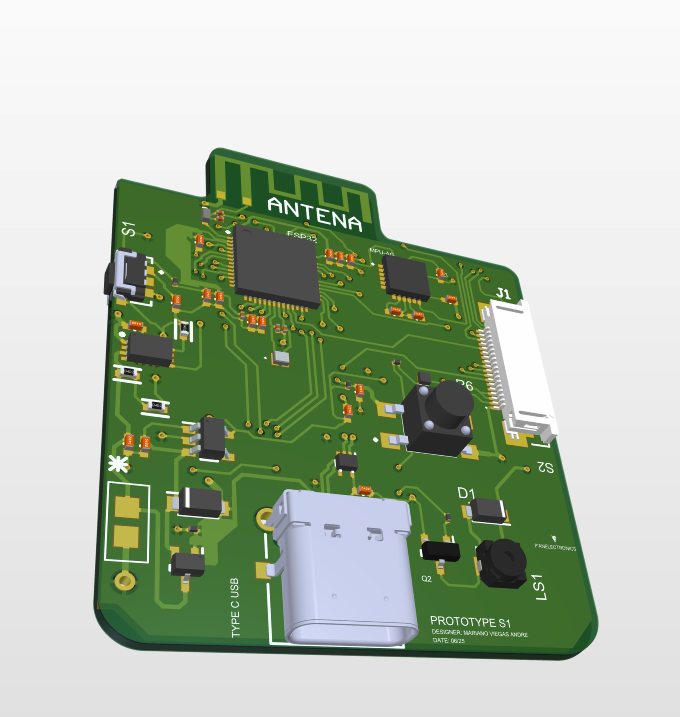 ANTENA
ESP32
S1
J1
R6
S2
D1
Q2
LS1
TYPE C USB
PROTOTYPE S1
DESIGNER, MARIANO VIEGAS ANDRE
DATE: 06/25